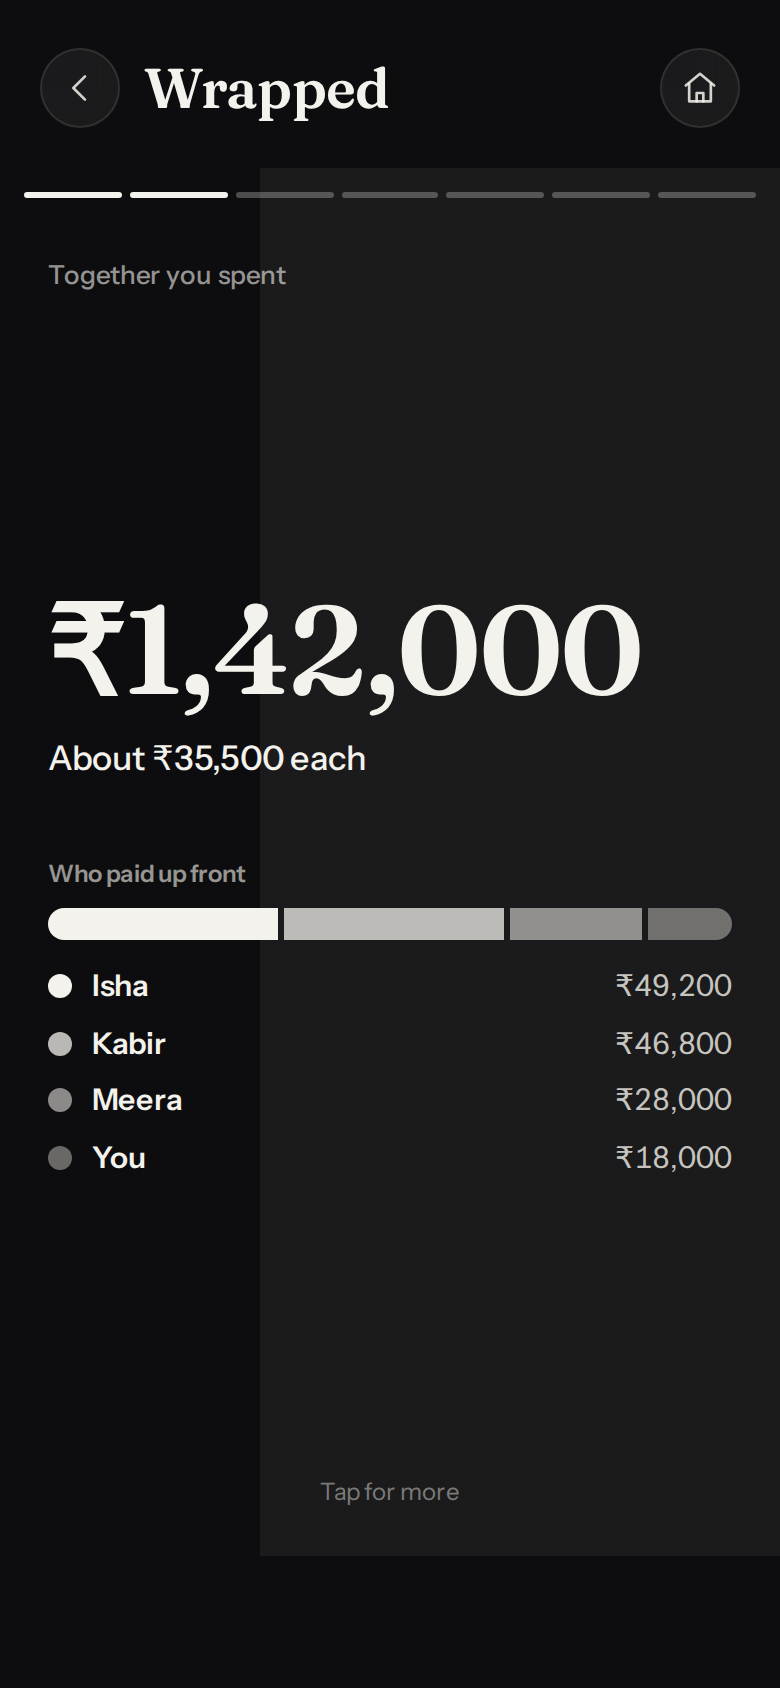 Wrapped
Together you spent
₹1,42,000
About ₹35,500 each
Who paid up front
Isha ₹49,200
Kabir ₹46,800
Meera ₹28,000
You ₹18,000
Tap for more